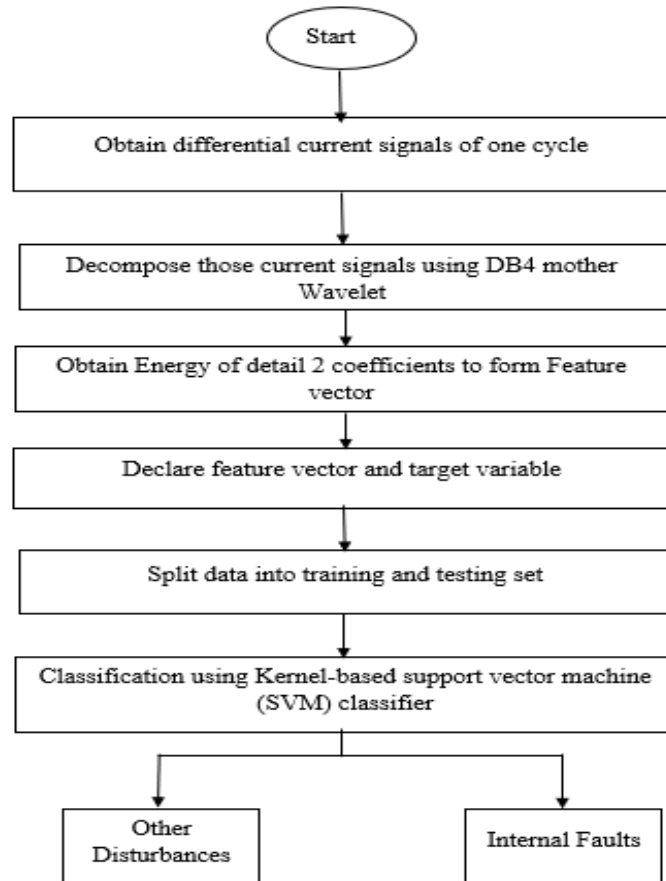 Start
Obtain differential current signals of one cycle
Decompose those current signals using DB4 mother
Wavelet
Obtain Energy of detail 2 coefficients to form Feature
vector
Declare feature vector and target variable
Split data into training and testing set
Classification using Kernel-based support vector machine
(SVM) classifier
Other
Disturbances
Internal Faults